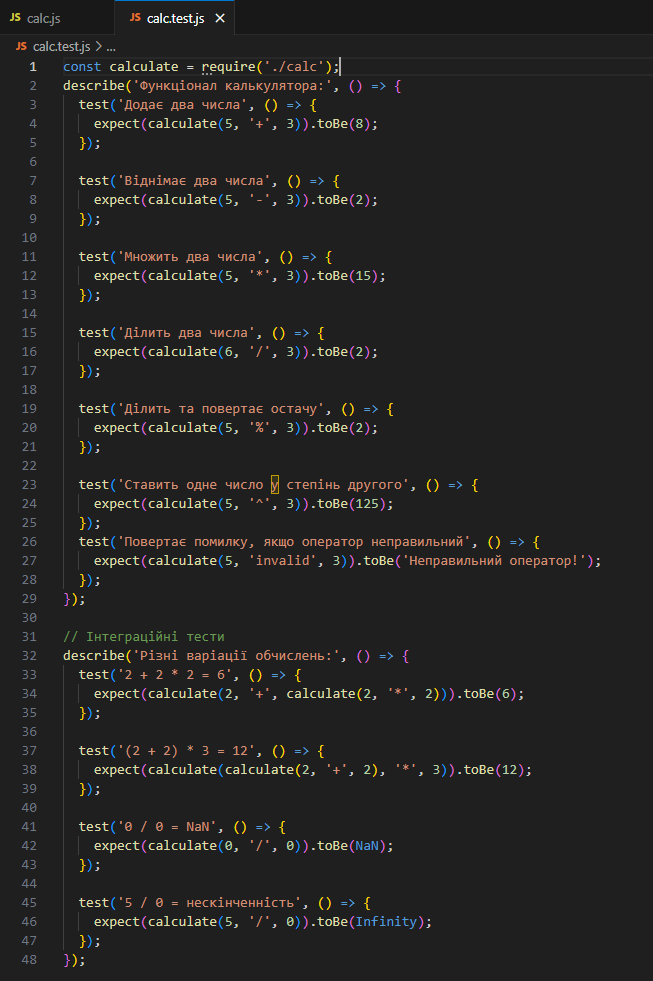 JS calc.js JS calc.test.js ×
JS calc.test.js > ...
1 const calculate = require('./calc');
2 describe('Функціонал калькулятора:', () => {
3   test('Додає два числа', () => {
4     expect(calculate(5, '+', 3)).toBe(8);
5   });
6
7   test('Віднімає два числа', () => {
8     expect(calculate(5, '-', 3)).toBe(2);
9   });
10
11   test('Множить два числа', () => {
12     expect(calculate(5, '*', 3)).toBe(15);
13   });
14
15   test('Ділить два числа', () => {
16     expect(calculate(6, '/', 3)).toBe(2);
17   });
18
19   test('Ділить та повертає остачу', () => {
20     expect(calculate(5, '%', 3)).toBe(2);
21   });
22
23   test('Ставить одне число у степінь другого', () => {
24     expect(calculate(5, '^', 3)).toBe(125);
25   });
26   test('Повертає помилку, якщо оператор неправильний', () => {
27     expect(calculate(5, 'invalid', 3)).toBe('Неправильний оператор!');
28   });
29 });
30
31 // Інтеграційні тести
32 describe('Різні варіації обчислень:', () => {
33   test('2 + 2 * 2 = 6', () => {
34     expect(calculate(2, '+', calculate(2, '*', 2))).toBe(6);
35   });
36
37   test('(2 + 2) * 3 = 12', () => {
38     expect(calculate(calculate(2, '+', 2), '*', 3)).toBe(12);
39   });
40
41   test('0 / 0 = NaN', () => {
42     expect(calculate(0, '/', 0)).toBe(NaN);
43   });
44
45   test('5 / 0 = нескінченність', () => {
46     expect(calculate(5, '/', 0)).toBe(Infinity);
47   });
48 });